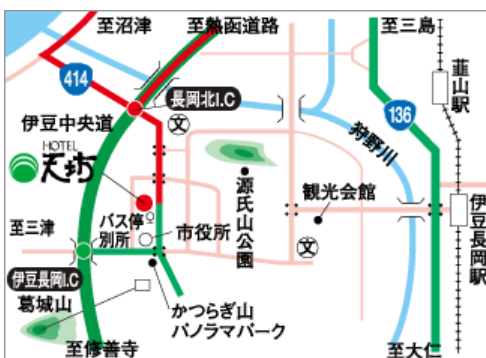 至沼津
至熱函道路
至三島
414
長岡北I.C
韮山駅
伊豆中央道
文
136
狩野川
HOTEL
天坊
源氏山公園
観光会館
バス停
別所
市役所
至三津
文
伊豆長岡駅
伊豆長岡I.C
葛城山
かつらぎ山
パノラマパーク
至修善寺
至大仁